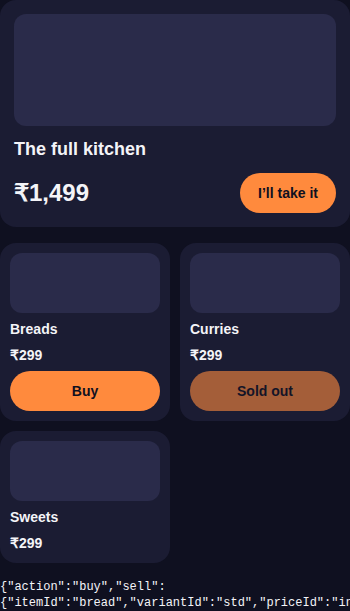 The full kitchen
₹1,499
I’ll take it
Breads
₹299
Buy
Curries
₹299
Sold out
Sweets
₹299
{"action":"buy","sell":
{"itemId":"bread","variantId":"std","priceId":"in